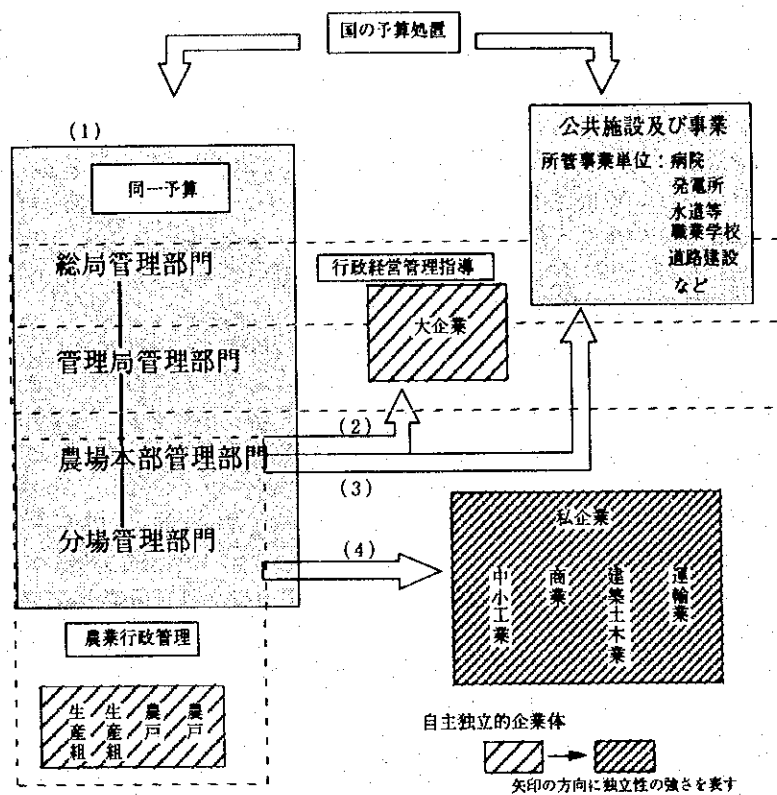 国の予算処置
(1)
同一予算
公共施設及び事業
所管事業単位：病院
発電所
水道等
職業学校
道路建設
など
総局管理部門
行政経営管理指導
大企業
管理局管理部門
(2)
農場本部管理部門
(3)
私企業
分場管理部門
(4)
中小工業
商業
建築土木業
運輸業
農業行政管理
生産組
生産組
農戸
農戸
自主独立的企業体
矢印の方向に独立性の強さを表す